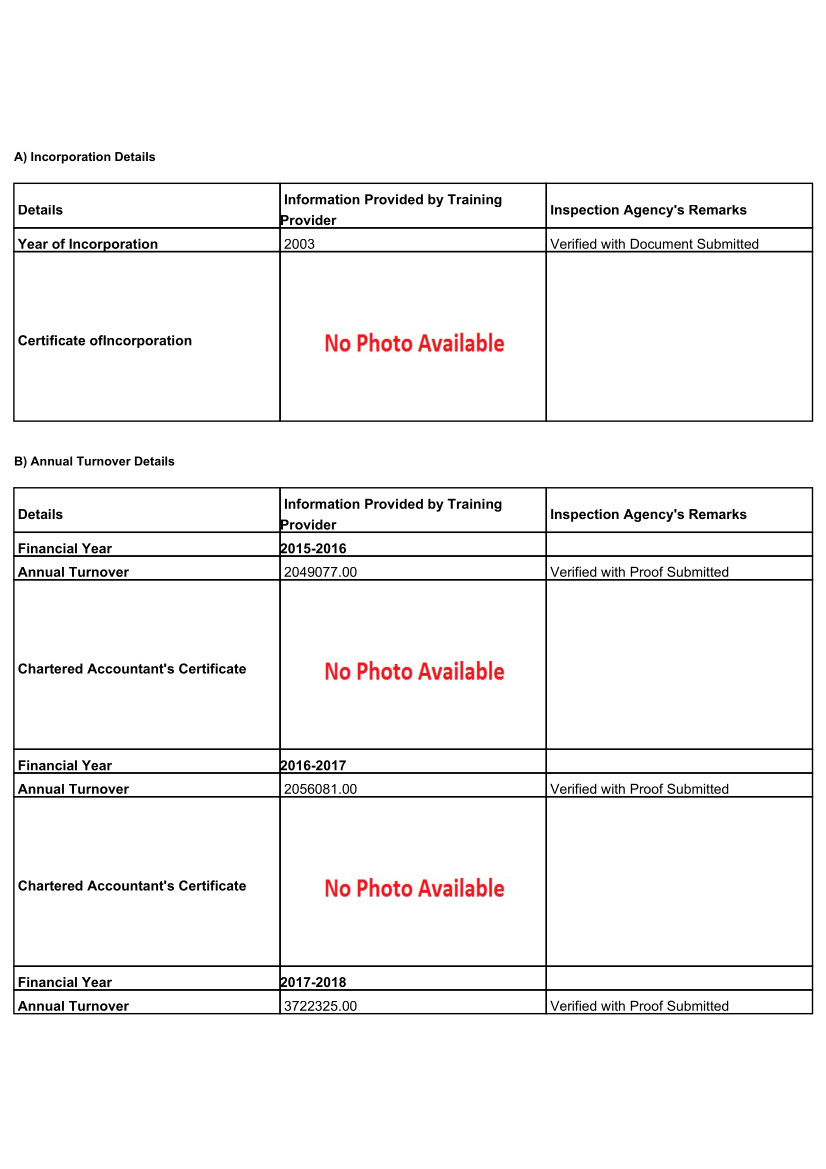 A) Incorporation Details
Details
Information Provided by Training
Provider
Inspection Agency's Remarks
Year of Incorporation
2003
Verified with Document Submitted
Certificate ofIncorporation
No Photo Available
B) Annual Turnover Details
Details
Information Provided by Training
Provider
Inspection Agency's Remarks
Financial Year
2015-2016
Annual Turnover
2049077.00
Verified with Proof Submitted
Chartered Accountant's Certificate
No Photo Available
Financial Year
2016-2017
Annual Turnover
2056081.00
Verified with Proof Submitted
Chartered Accountant's Certificate
No Photo Available
Financial Year
2017-2018
Annual Turnover
3722325.00
Verified with Proof Submitted